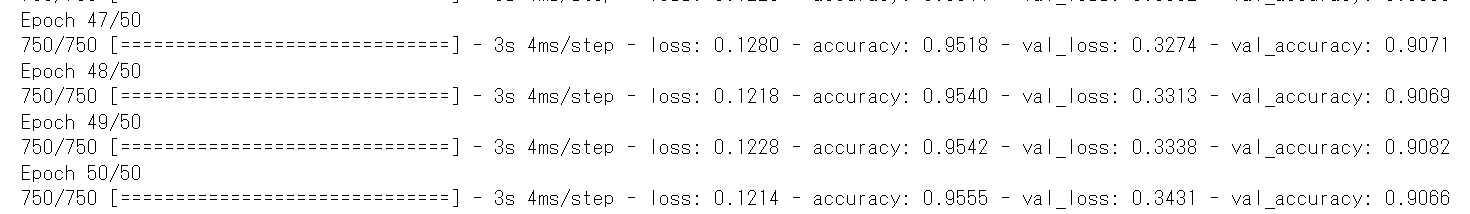 Epoch 47/50
750/750 [==============================] - 3s 4ms/step - loss: 0.1280 - accuracy: 0.9518 - val_loss: 0.3274 - val_accuracy: 0.9071
Epoch 48/50
750/750 [==============================] - 3s 4ms/step - loss: 0.1218 - accuracy: 0.9540 - val_loss: 0.3313 - val_accuracy: 0.9069
Epoch 49/50
750/750 [==============================] - 3s 4ms/step - loss: 0.1228 - accuracy: 0.9542 - val_loss: 0.3338 - val_accuracy: 0.9082
Epoch 50/50
750/750 [==============================] - 3s 4ms/step - loss: 0.1214 - accuracy: 0.9555 - val_loss: 0.3431 - val_accuracy: 0.9066